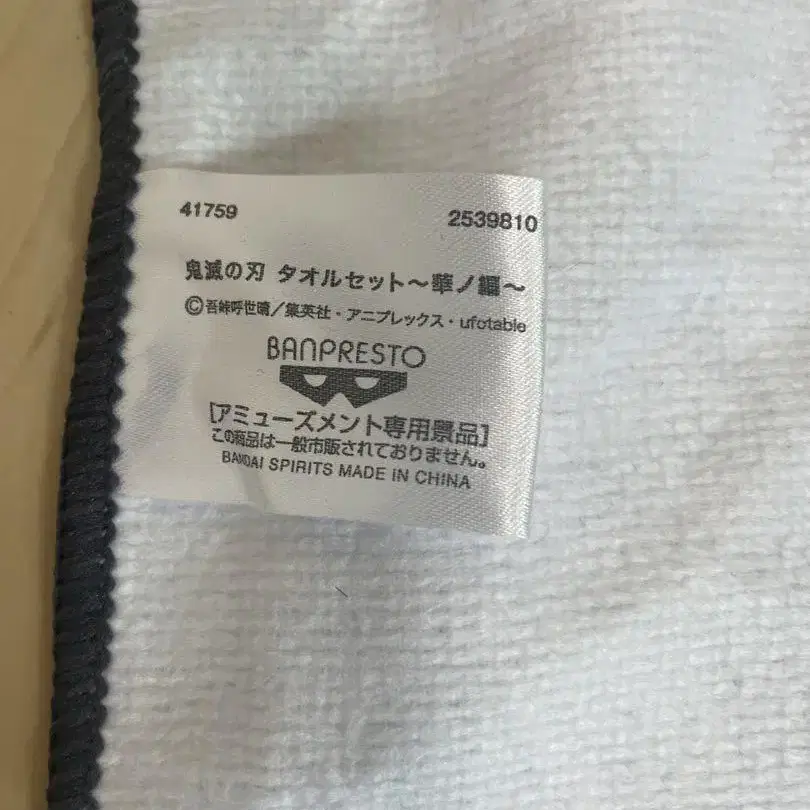 41759 2539810
鬼滅の刃 タオルセット～華ノ編～
©吾峠呼世晴／集英社・アニプレックス・ufotable
BANPRESTO
[アミューズメント専用景品]
この商品は一般市販されておりません。
BANDAI SPIRITS MADE IN CHINA